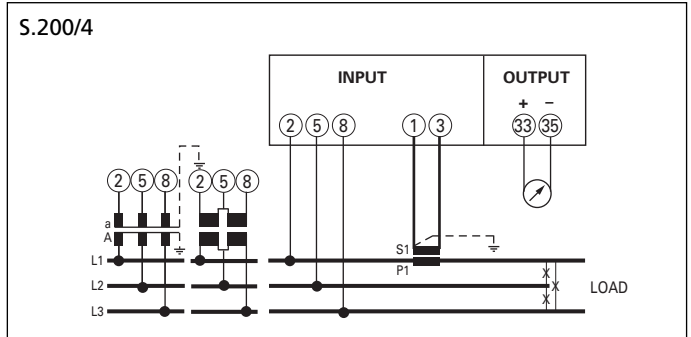 S.200/4
INPUT OUTPUT
+ −
2 5 8 1 3 33 35
2 5 8 2 5 8
a
A
S1
L1
P1
L2 LOAD
L3